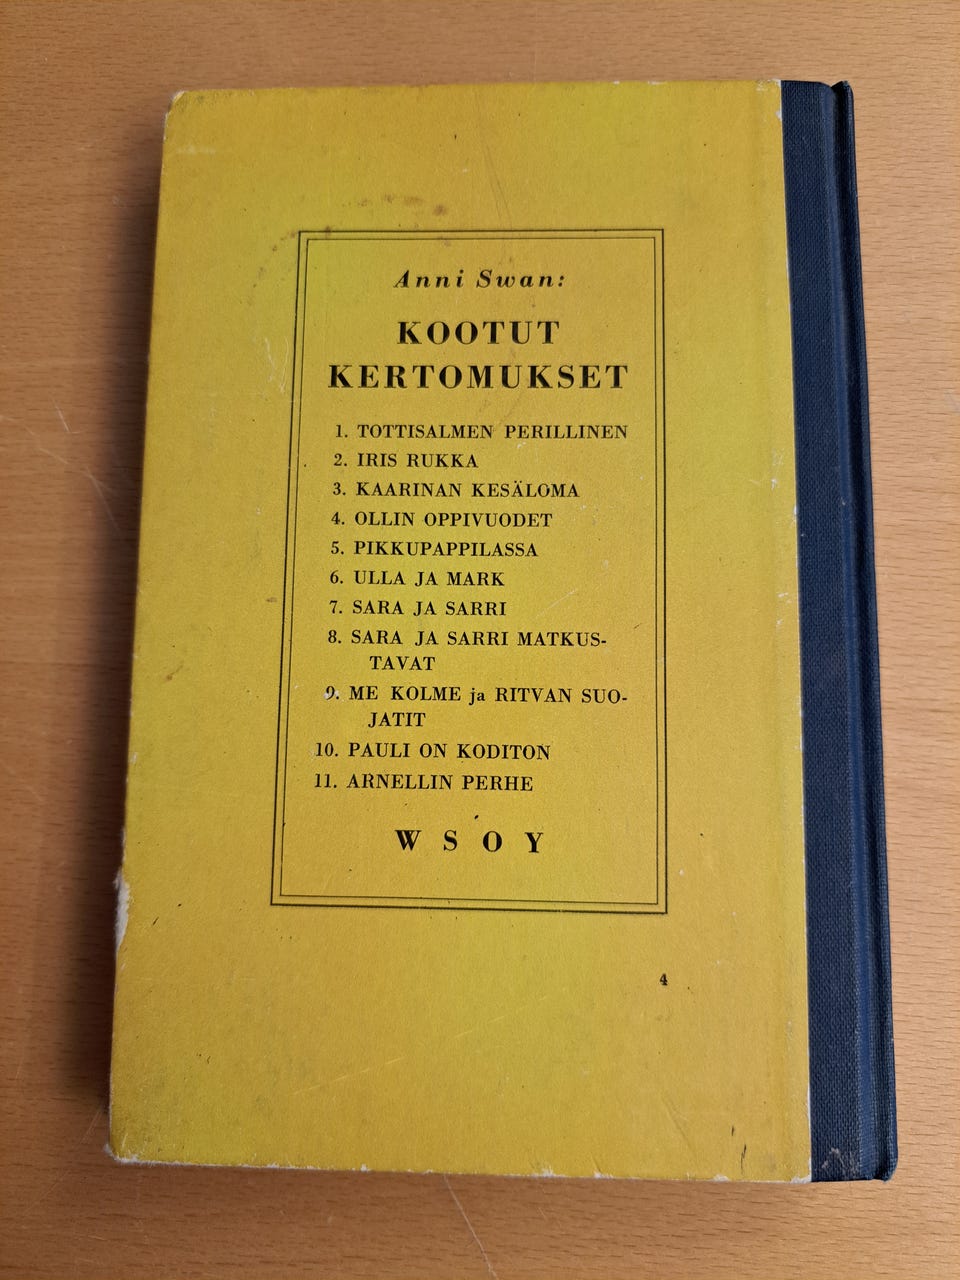 Anni Swan:
KOOTUT
KERTOMUKSET
1. TOTTISALMEN PERILLINEN
2. IRIS RUKKA
3. KAARINAN KESÄLOMA
4. OLLIN OPPIVUODET
5. PIKKUPAPPILASSA
6. ULLA JA MARK
7. SARA JA SARRI
8. SARA JA SARRI MATKUS-
TAVAT
9. ME KOLME ja RITVAN SUO-
JATIT
10. PAULI ON KODITON
11. ARNELLIN PERHE
W S O Y
4